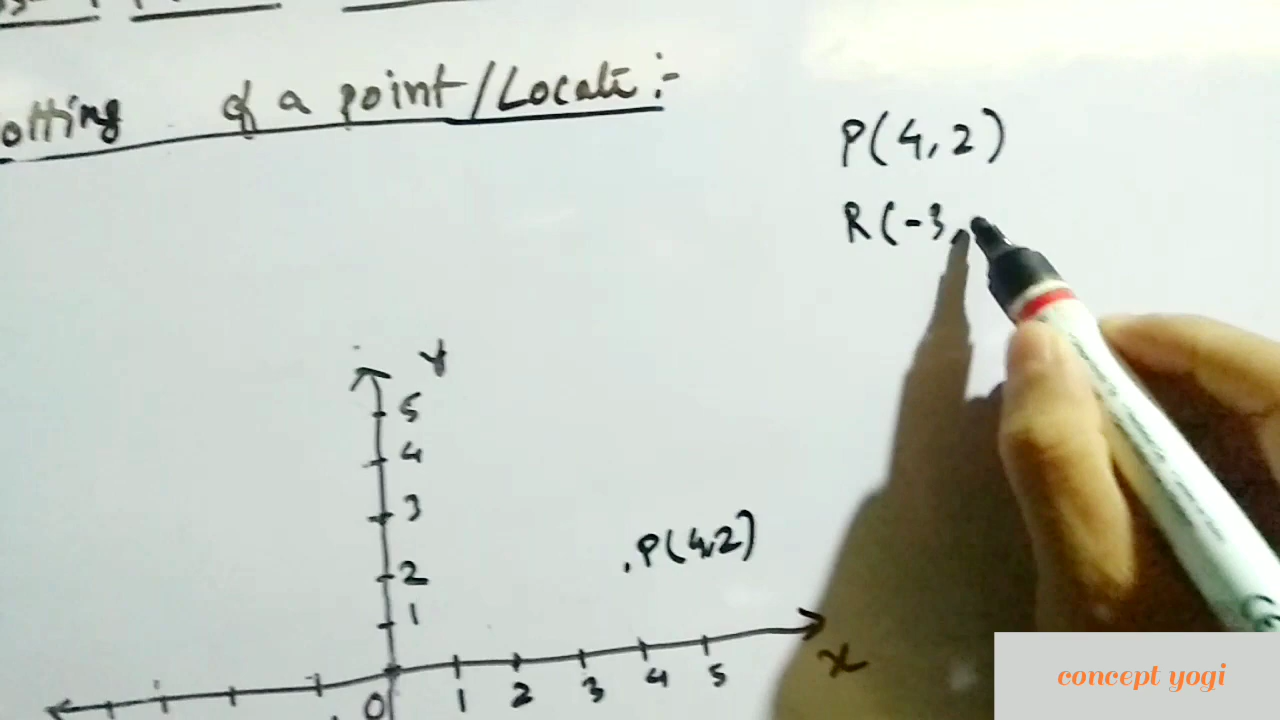 otting of a point/Locate:-
P(4,2)
R(-3,
Y
5
4
3
2
1
.P(4,2)
0 1 2 3 4 5 x
concept yogi